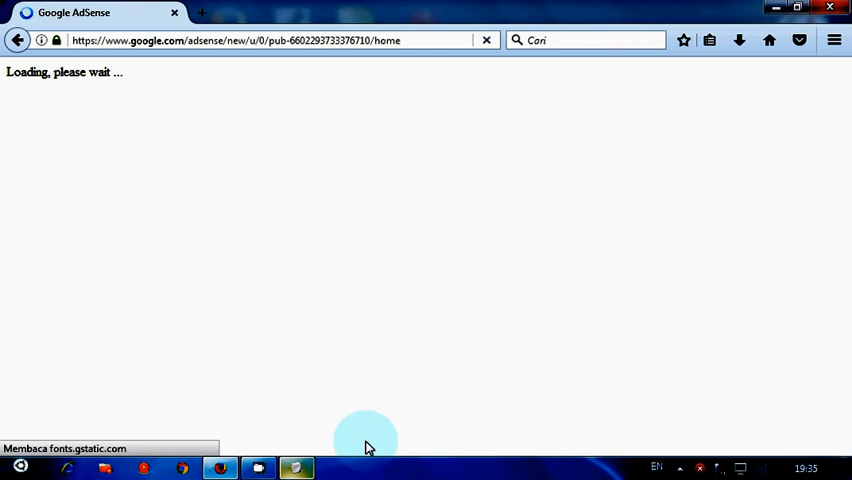 Google AdSense
https://www.google.com/adsense/new/u/0/pub-6602293733376710/home
Cari
Loading, please wait ...
Membaca fonts.gstatic.com
EN
19:35